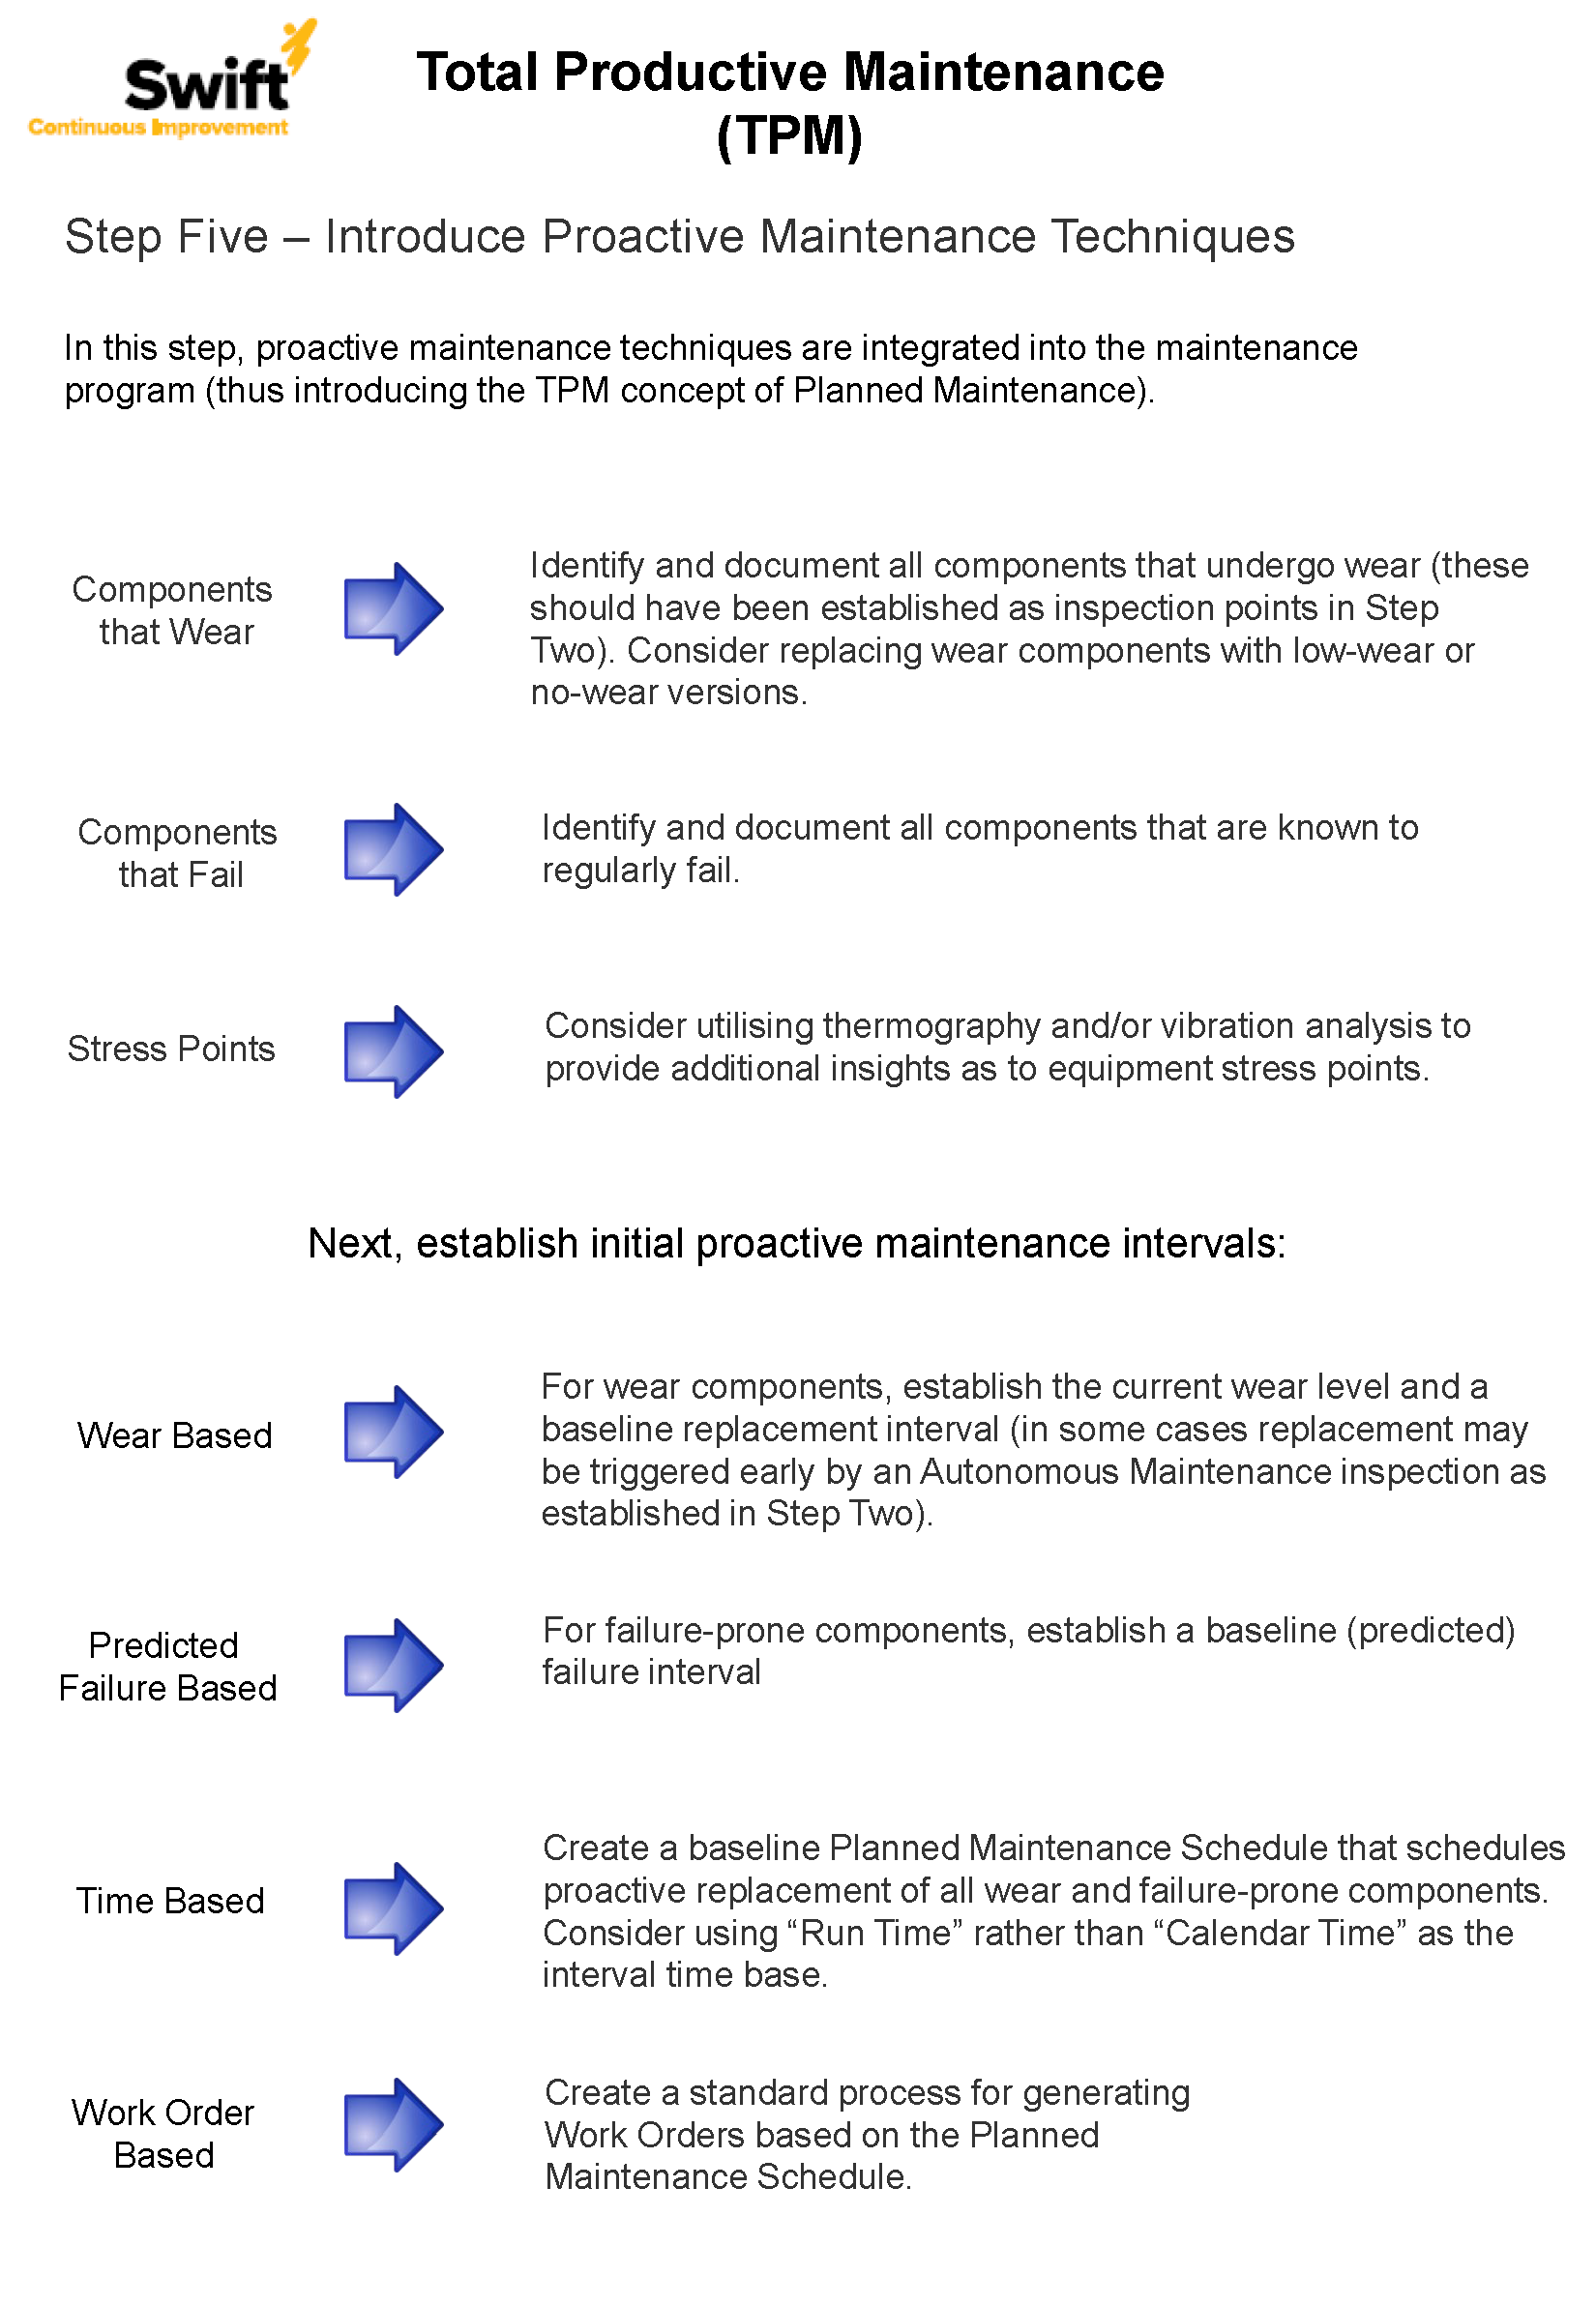 Swift
Continuous Improvement
Total Productive Maintenance
(TPM)
Step Five – Introduce Proactive Maintenance Techniques
In this step, proactive maintenance techniques are integrated into the maintenance
program (thus introducing the TPM concept of Planned Maintenance).
Components
that Wear
Identify and document all components that undergo wear (these
should have been established as inspection points in Step
Two). Consider replacing wear components with low-wear or
no-wear versions.
Components
that Fail
Identify and document all components that are known to
regularly fail.
Stress Points
Consider utilising thermography and/or vibration analysis to
provide additional insights as to equipment stress points.
Next, establish initial proactive maintenance intervals:
Wear Based
For wear components, establish the current wear level and a
baseline replacement interval (in some cases replacement may
be triggered early by an Autonomous Maintenance inspection as
established in Step Two).
Predicted
Failure Based
For failure-prone components, establish a baseline (predicted)
failure interval
Time Based
Create a baseline Planned Maintenance Schedule that schedules
proactive replacement of all wear and failure-prone components.
Consider using “Run Time” rather than “Calendar Time” as the
interval time base.
Work Order
Based
Create a standard process for generating
Work Orders based on the Planned
Maintenance Schedule.